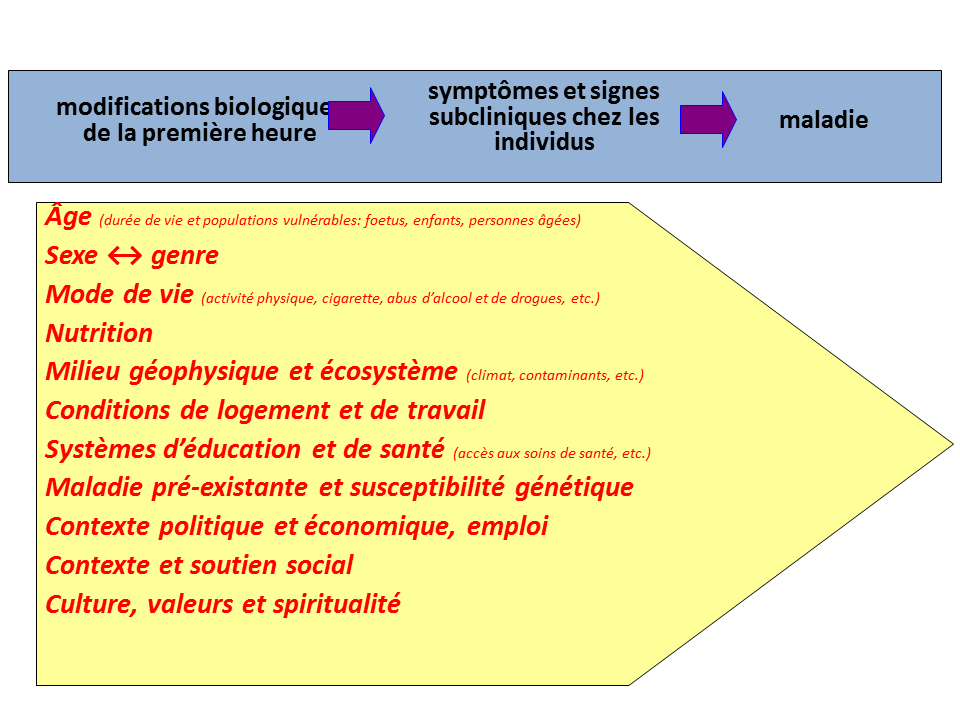 modifications biologique
de la première heure
symptômes et signes
subcliniques chez les
individus
maladie
Âge (durée de vie et populations vulnérables: foetus, enfants, personnes âgées)
Sexe ↔ genre
Mode de vie (activité physique, cigarette, abus d’alcool et de drogues, etc.)
Nutrition
Milieu géophysique et écosystème (climat, contaminants, etc.)
Conditions de logement et de travail
Systèmes d’éducation et de santé (accès aux soins de santé, etc.)
Maladie pré-existante et susceptibilité génétique
Contexte politique et économique, emploi
Contexte et soutien social
Culture, valeurs et spiritualité